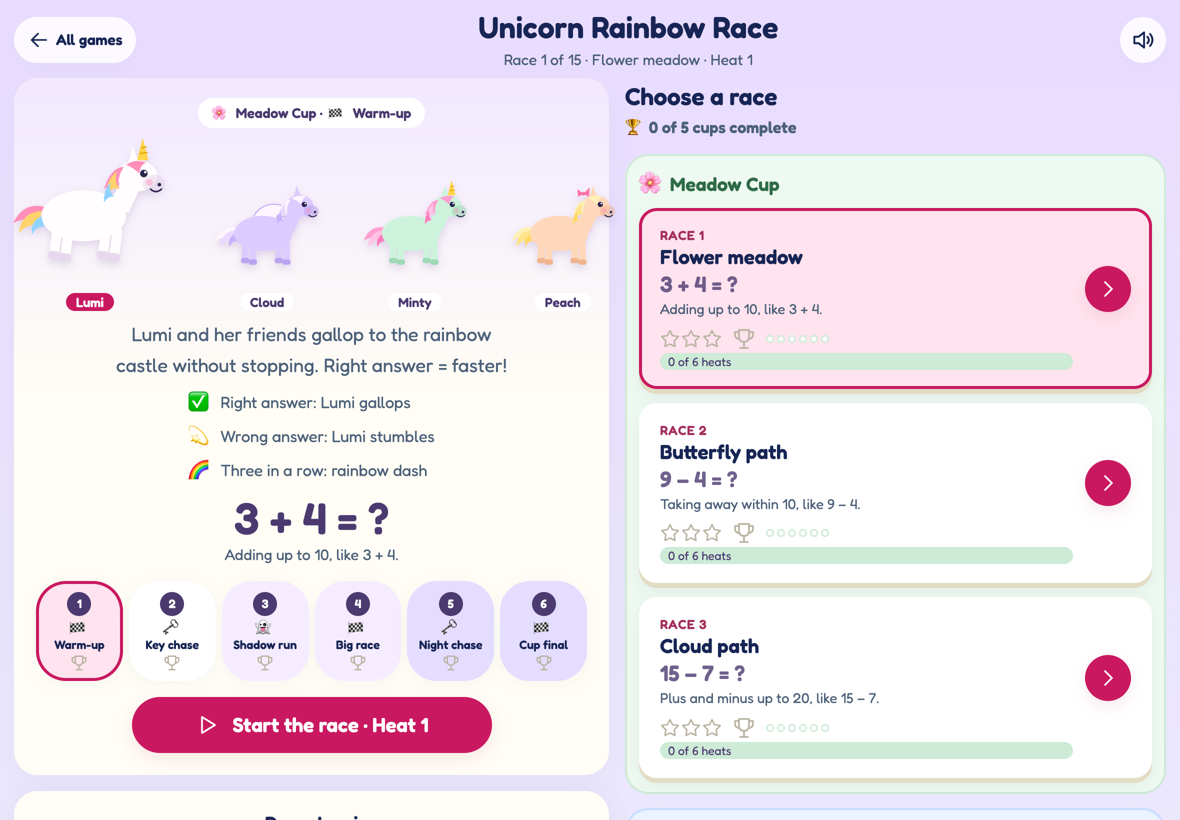 All games
Unicorn Rainbow Race
Race 1 of 15 · Flower meadow · Heat 1
Meadow Cup · Warm-up
Lumi
Cloud
Minty
Peach
Lumi and her friends gallop to the rainbow
castle without stopping. Right answer = faster!
Right answer: Lumi gallops
Wrong answer: Lumi stumbles
Three in a row: rainbow dash
3 + 4 = ?
Adding up to 10, like 3 + 4.
1
Warm-up
2
Key chase
3
Shadow run
4
Big race
5
Night chase
6
Cup final
Start the race · Heat 1
Choose a race
0 of 5 cups complete
Meadow Cup
RACE 1
Flower meadow
3 + 4 = ?
Adding up to 10, like 3 + 4.
0 of 6 heats
RACE 2
Butterfly path
9 – 4 = ?
Taking away within 10, like 9 – 4.
0 of 6 heats
RACE 3
Cloud path
15 – 7 = ?
Plus and minus up to 20, like 15 – 7.
0 of 6 heats